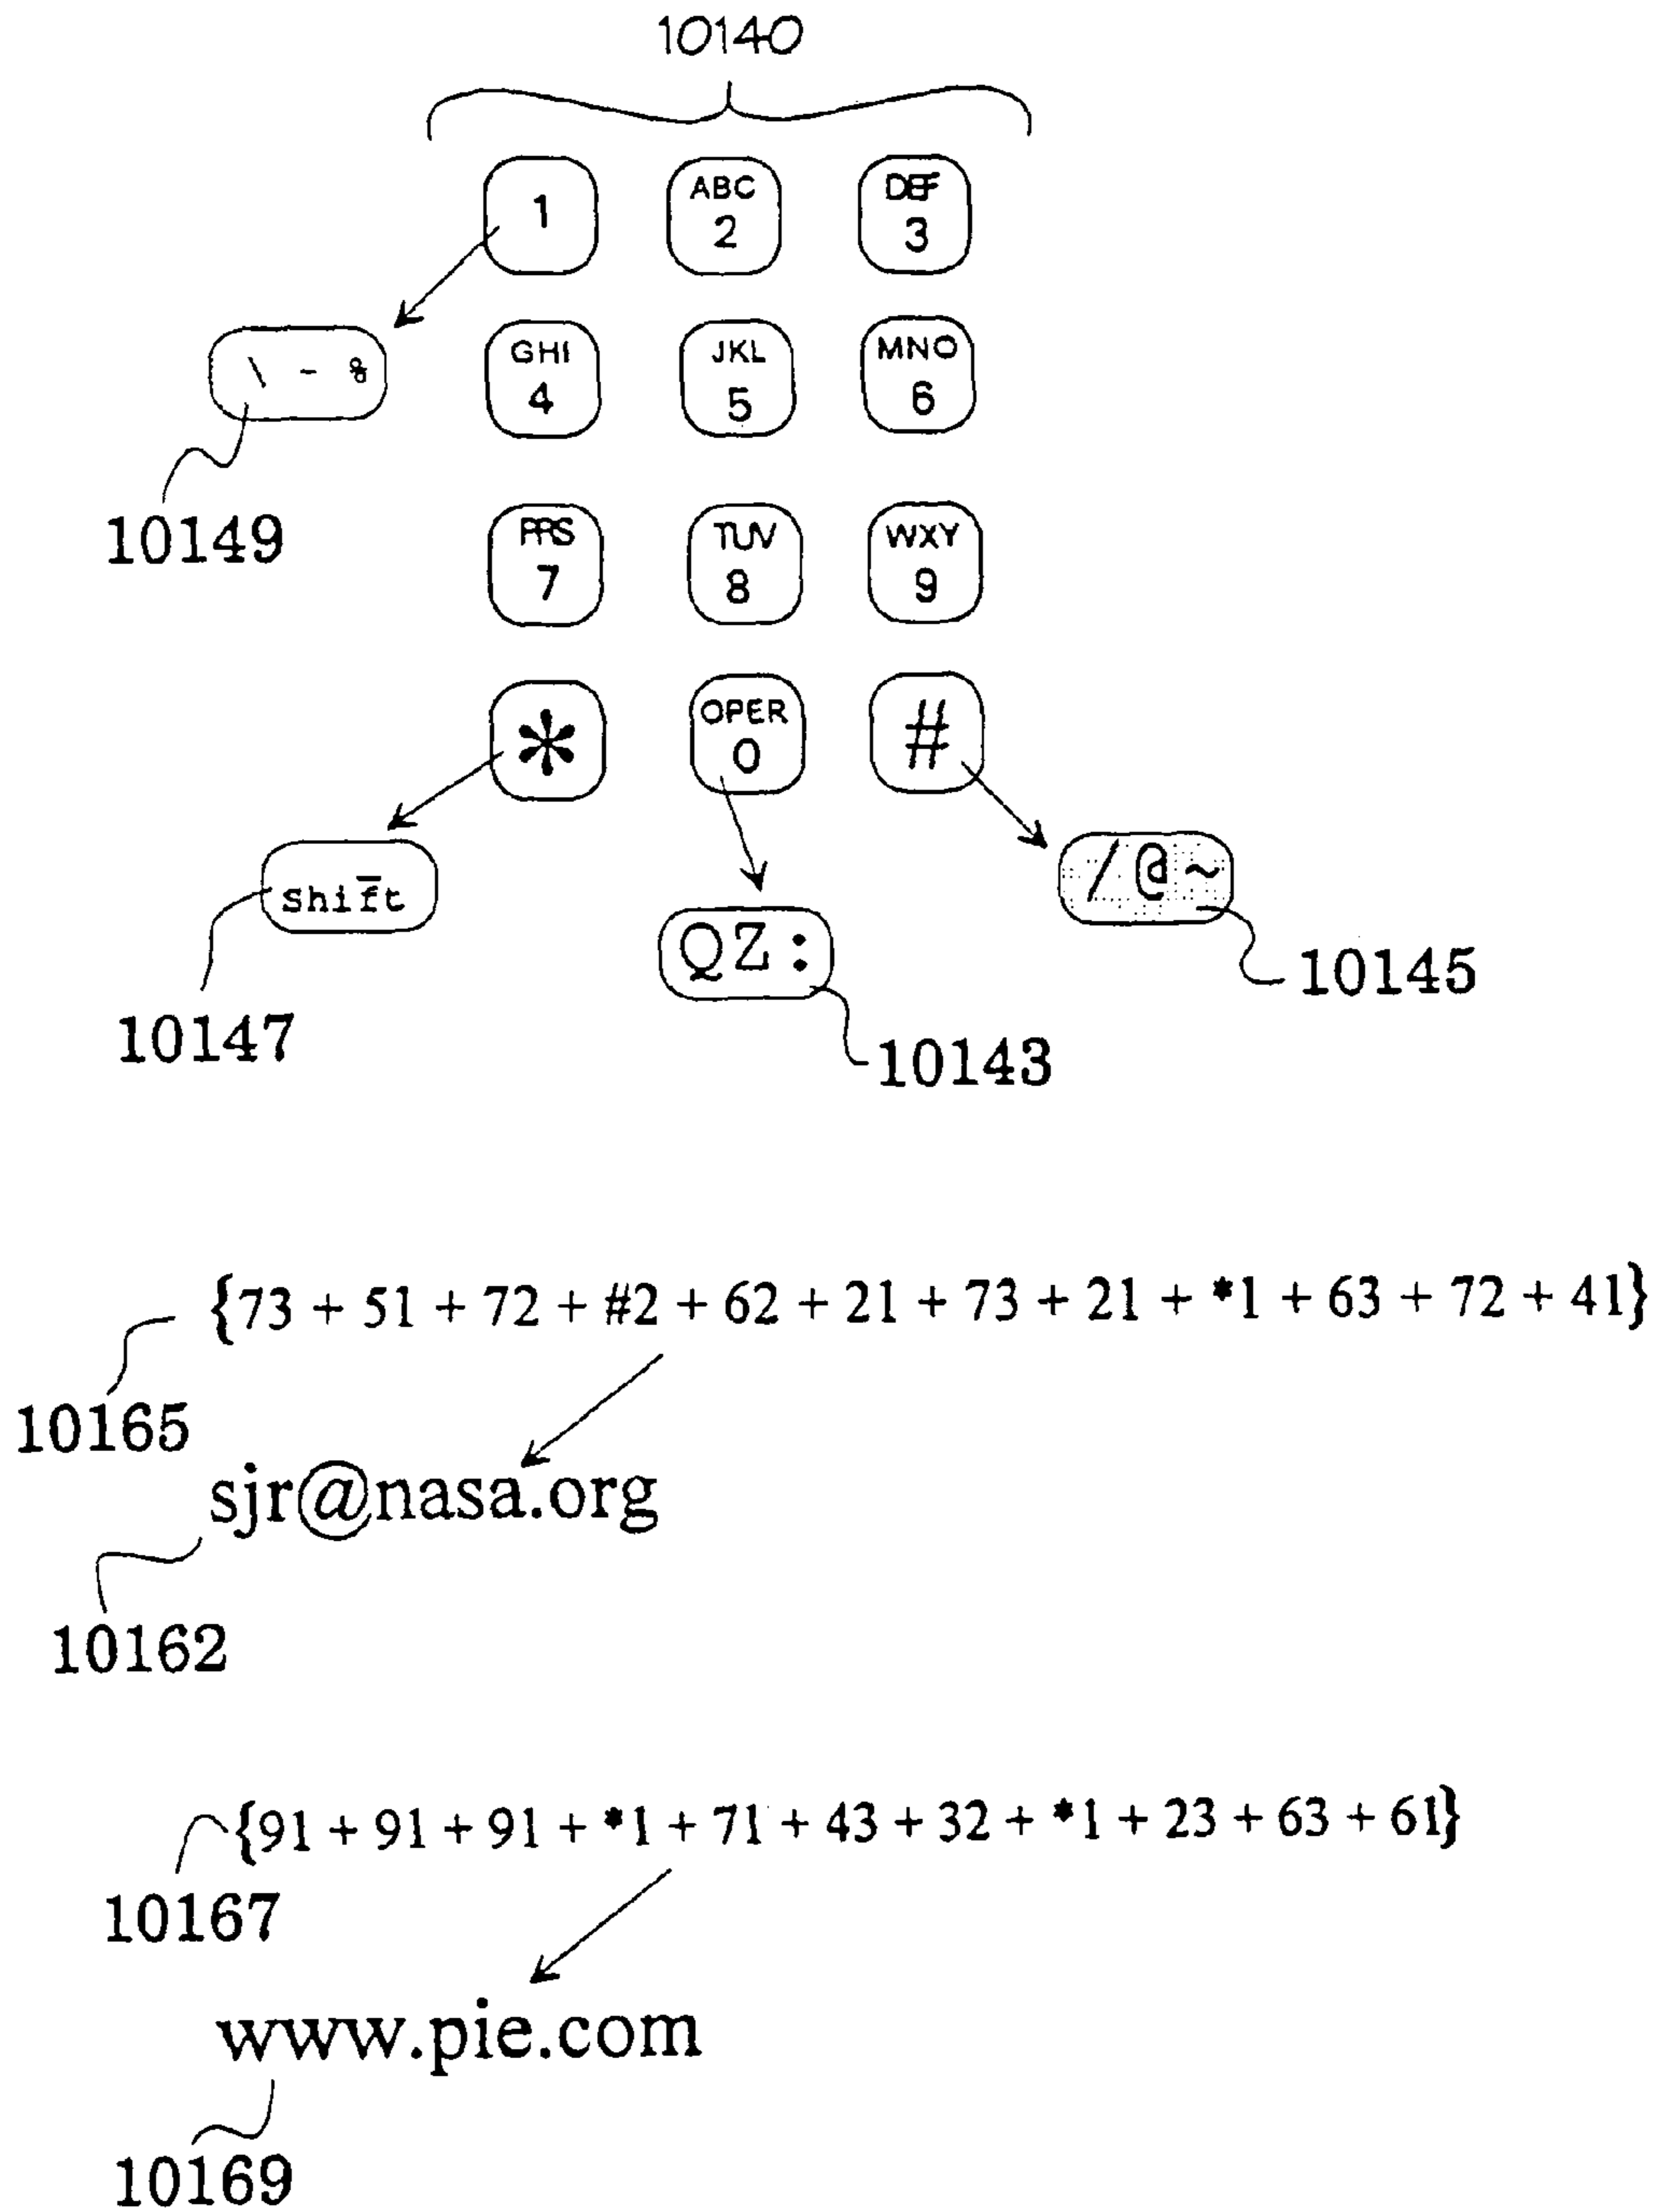 10140
1
ABC
2
DEF
3
\ - %
GHI
4
JKL
5
MNO
6
10149
PRS
7
TUV
8
WXY
9
*
OPER
0
#
shift
QZ:
/@~
10147
10143
10145
{73 + 51 + 72 + #2 + 62 + 21 + 73 + 21 + *1 + 63 + 72 + 41}
10165
sjr@nasa.org
10162
{91 + 91 + 91 + *1 + 71 + 43 + 32 + *1 + 23 + 63 + 61}
10167
www.pie.com
10169